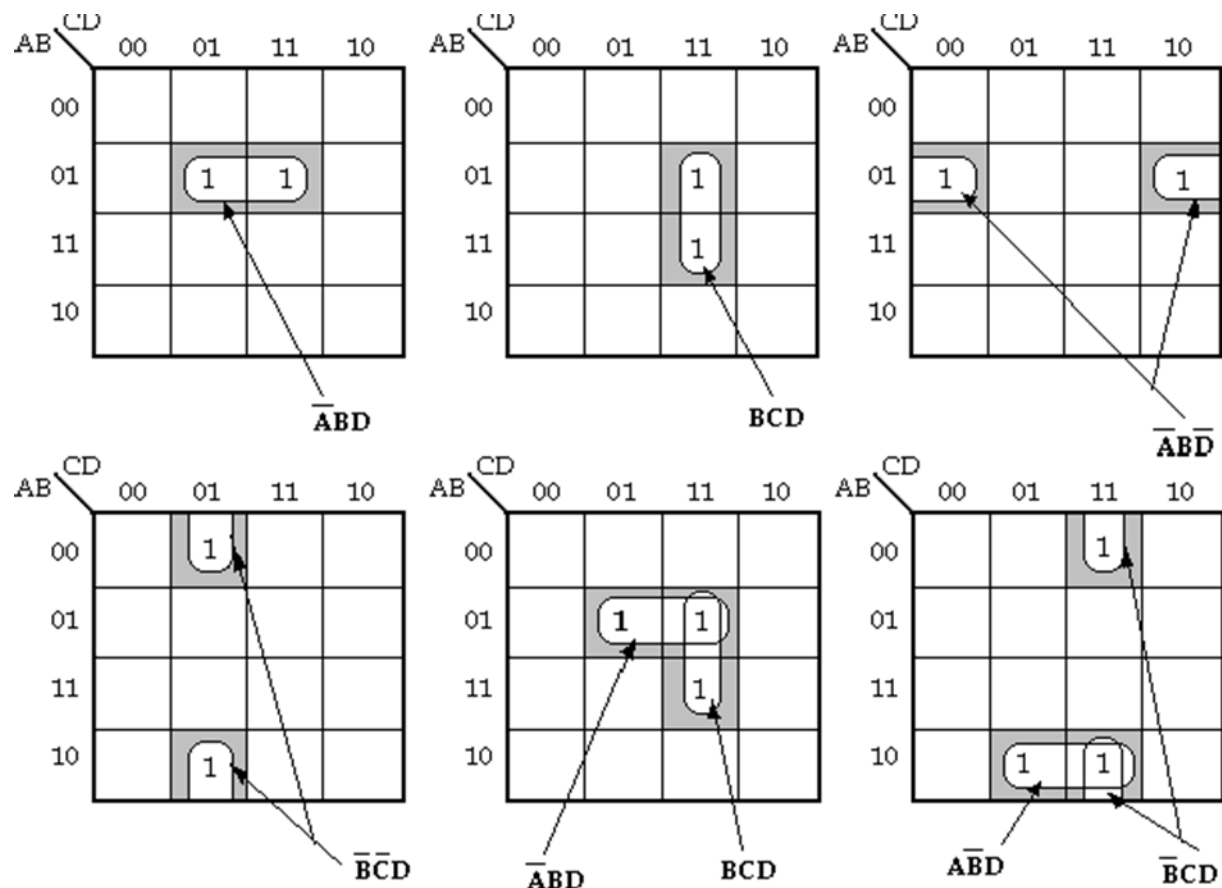 CD CD CD
AB 00 01 11 10 AB 00 01 11 10 AB 00 01 11 10
00 00 00
01 1 1 01 1 01 1 1
11 11 1 11
10 10 10
A̅BD BCD A̅BD̅
CD CD CD
AB 00 01 11 10 AB 00 01 11 10 AB 00 01 11 10
00 1 00 00 1
01 01 1 1 01
11 11 1 11
10 1 10 10 1 1
B̅C̅D A̅BD BCD AB̅D B̅CD